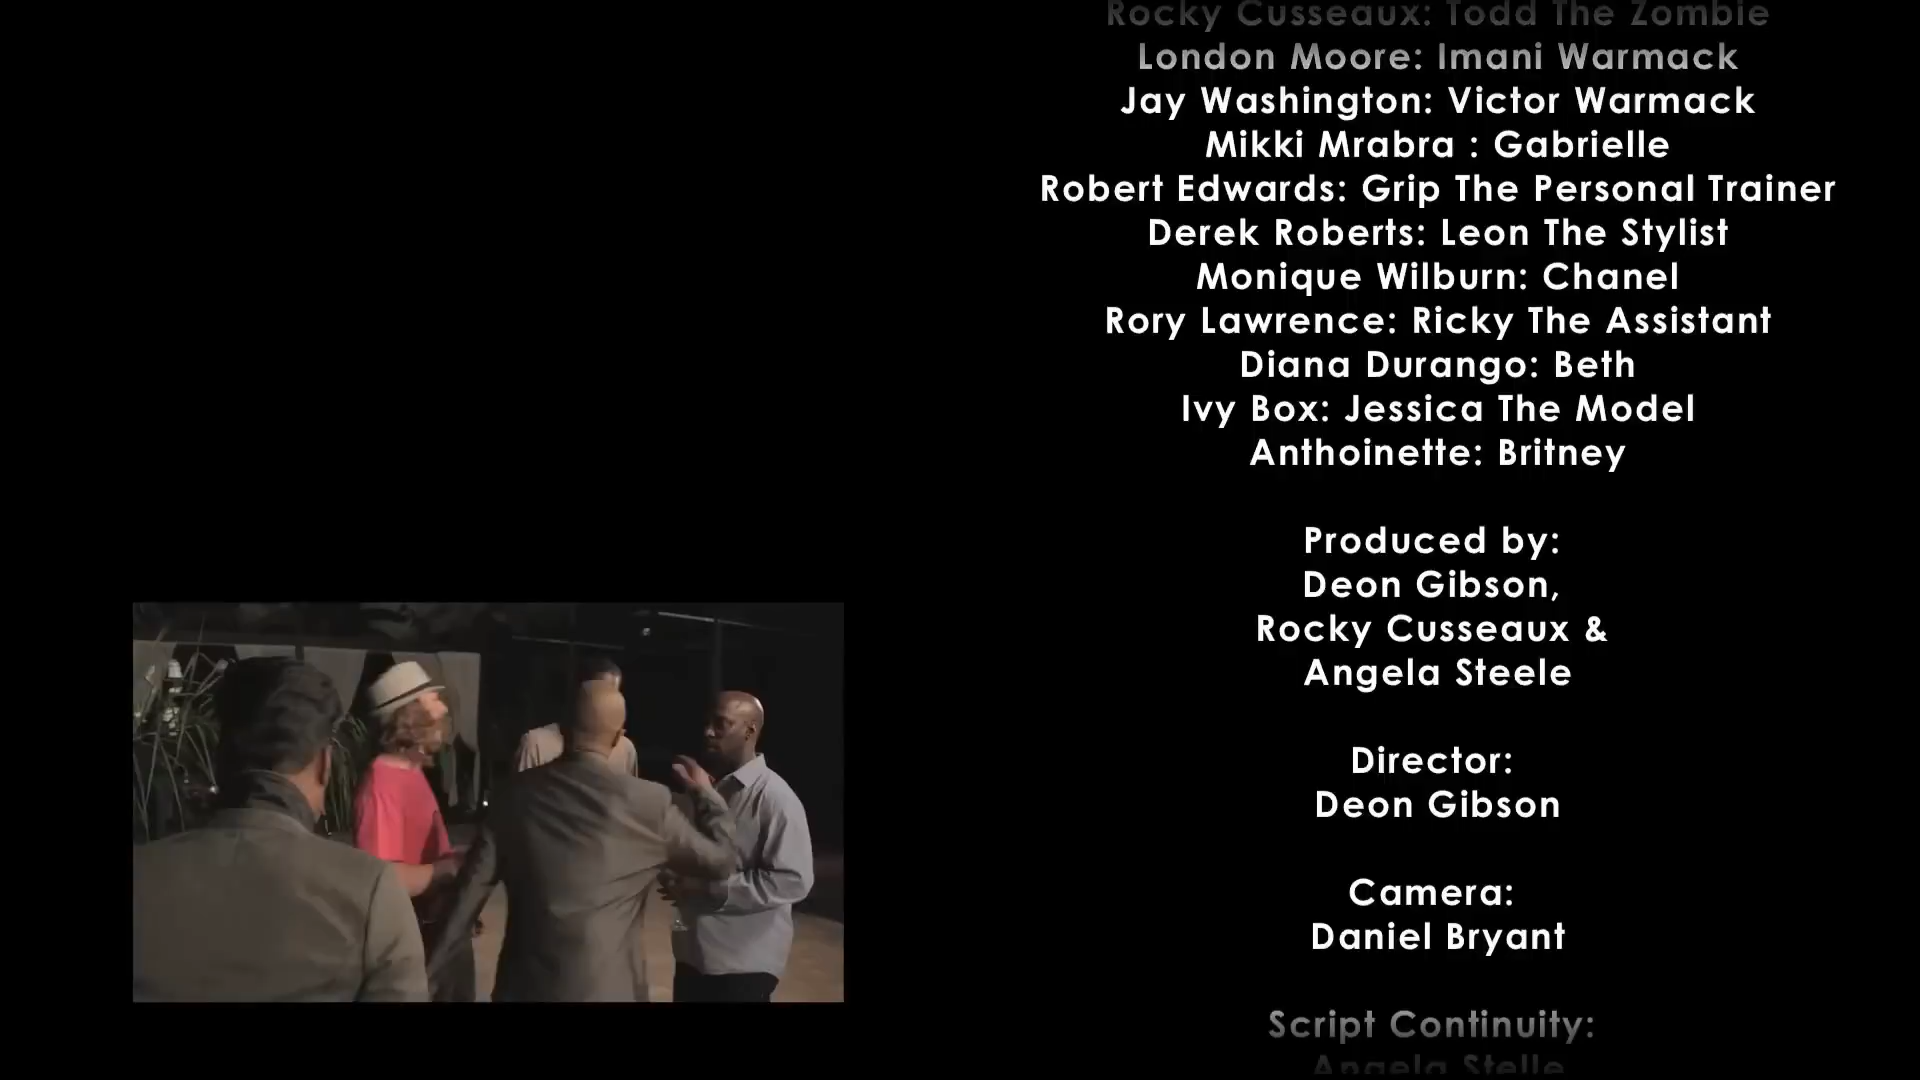 Rocky Cusseaux: Todd The Zombie
London Moore: Imani Warmack
Jay Washington: Victor Warmack
Mikki Mrabra : Gabrielle
Robert Edwards: Grip The Personal Trainer
Derek Roberts: Leon The Stylist
Monique Wilburn: Chanel
Rory Lawrence: Ricky The Assistant
Diana Durango: Beth
Ivy Box: Jessica The Model
Anthoinette: Britney
Produced by:
Deon Gibson,
Rocky Cusseaux &
Angela Steele
Director:
Deon Gibson
Camera:
Daniel Bryant
Script Continuity:
Angela Stelle